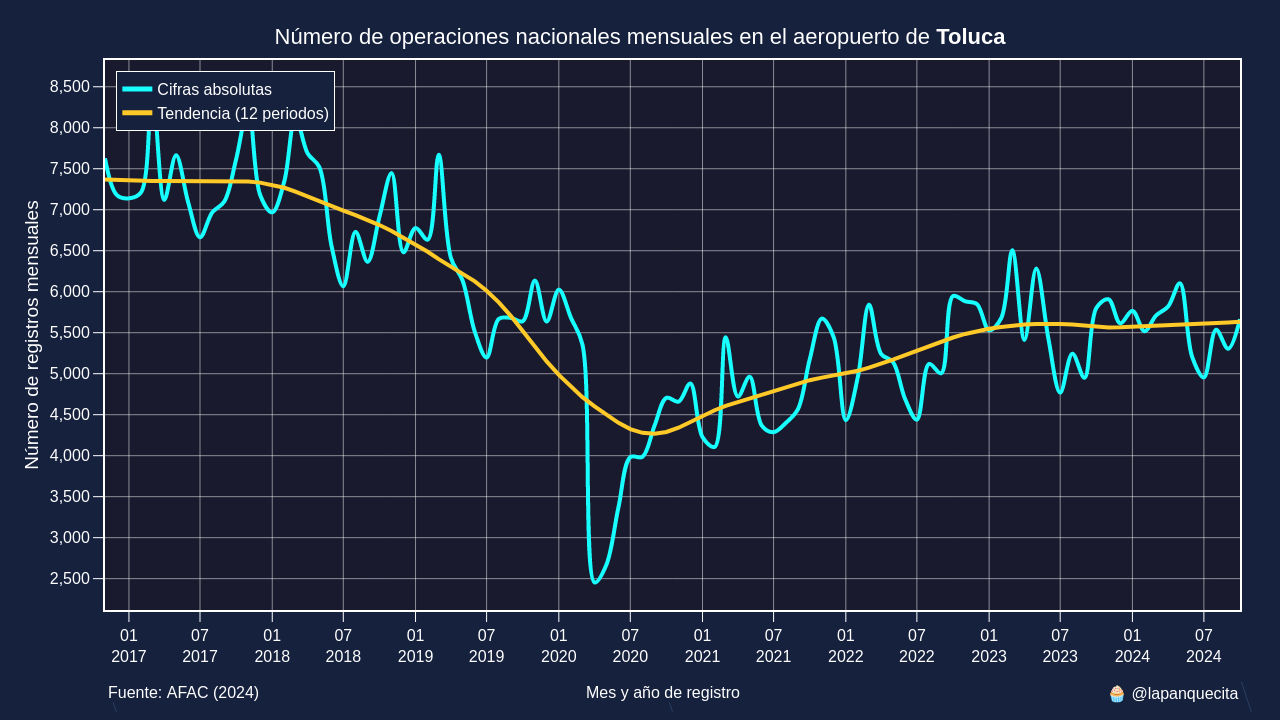 Número de operaciones nacionales mensuales en el aeropuerto de Toluca
Cifras absolutas
Tendencia (12 periodos)
Número de registros mensuales
8,500
8,000
7,500
7,000
6,500
6,000
5,500
5,000
4,500
4,000
3,500
3,000
2,500
01 07 01 07 01 07 01 07 01 07 01 07 01 07 01 07
2017 2017 2018 2018 2019 2019 2020 2020 2021 2021 2022 2022 2023 2023 2024 2024
Fuente: AFAC (2024) Mes y año de registro 🧁 @lapanquecita